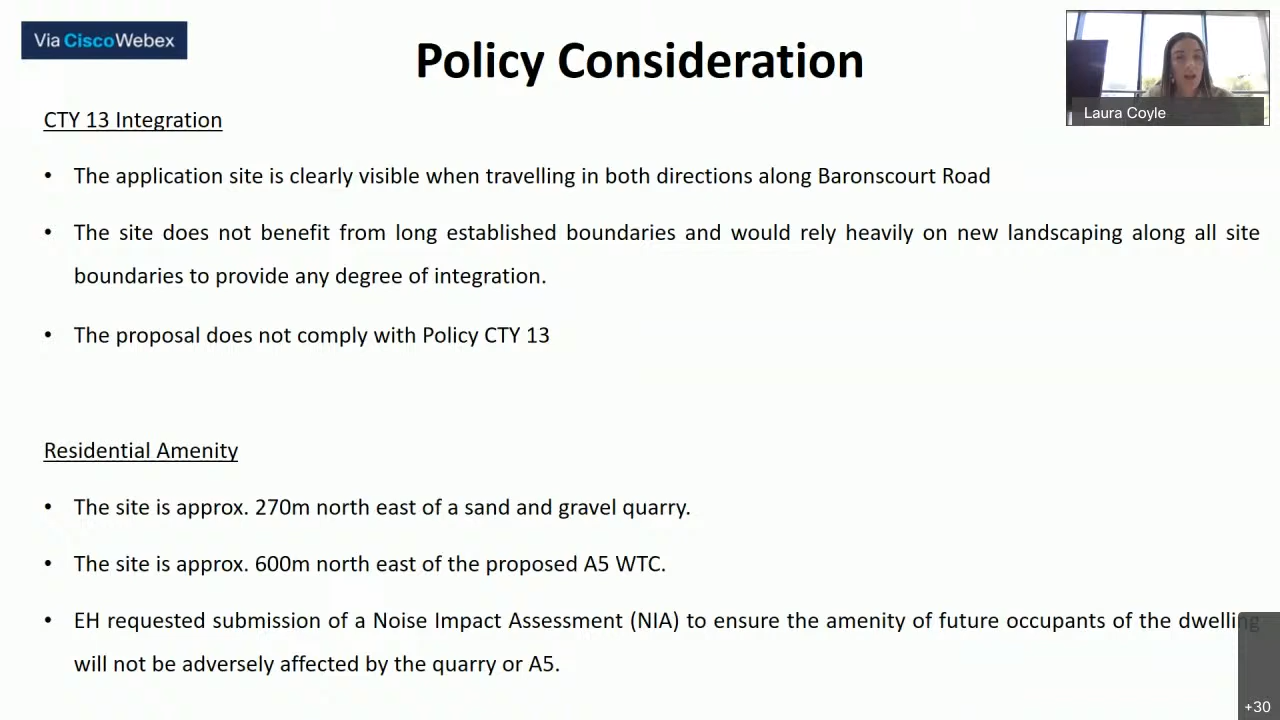 Via Cisco Webex
Policy Consideration
Laura Coyle
CTY 13 Integration
• The application site is clearly visible when travelling in both directions along Baronscourt Road
• The site does not benefit from long established boundaries and would rely heavily on new landscaping along all site
boundaries to provide any degree of integration.
• The proposal does not comply with Policy CTY 13
Residential Amenity
• The site is approx. 270m north east of a sand and gravel quarry.
• The site is approx. 600m north east of the proposed A5 WTC.
• EH requested submission of a Noise Impact Assessment (NIA) to ensure the amenity of future occupants of the dwelling
will not be adversely affected by the quarry or A5.
+30